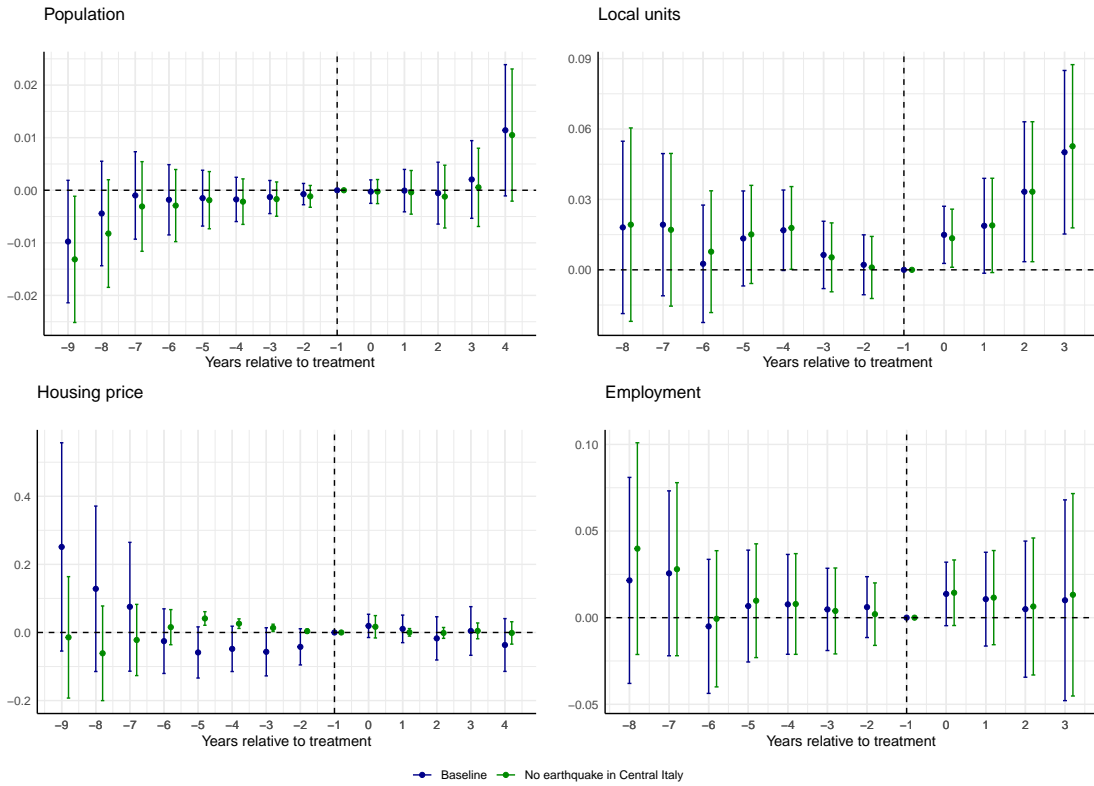 Population
0.02
0.01
0.00
−0.01
−0.02
−9 −8 −7 −6 −5 −4 −3 −2 −1 0 1 2 3 4
Years relative to treatment
Local units
0.09
0.06
0.03
0.00
−8 −7 −6 −5 −4 −3 −2 −1 0 1 2 3
Years relative to treatment
Housing price
0.4
0.2
0.0
−0.2
−9 −8 −7 −6 −5 −4 −3 −2 −1 0 1 2 3 4
Years relative to treatment
Employment
0.10
0.05
0.00
−0.05
−8 −7 −6 −5 −4 −3 −2 −1 0 1 2 3
Years relative to treatment
Baseline No earthquake in Central Italy